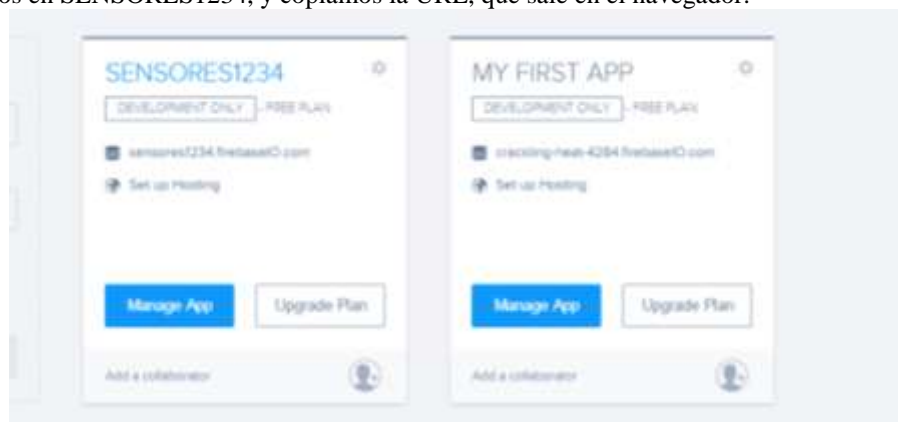 os en SENSORES1234, y copiamos la URL, que sale en el navegador.
SENSORES1234
DEVELOPMENT ONLY - FREE PLAN
sensores1234.firebaseIO.com
Set up Hosting
Manage App
Upgrade Plan
Add a collaborator
MY FIRST APP
DEVELOPMENT ONLY - FREE PLAN
crackling-heat-4284.firebaseIO.com
Set up Hosting
Manage App
Upgrade Plan
Add a collaborator